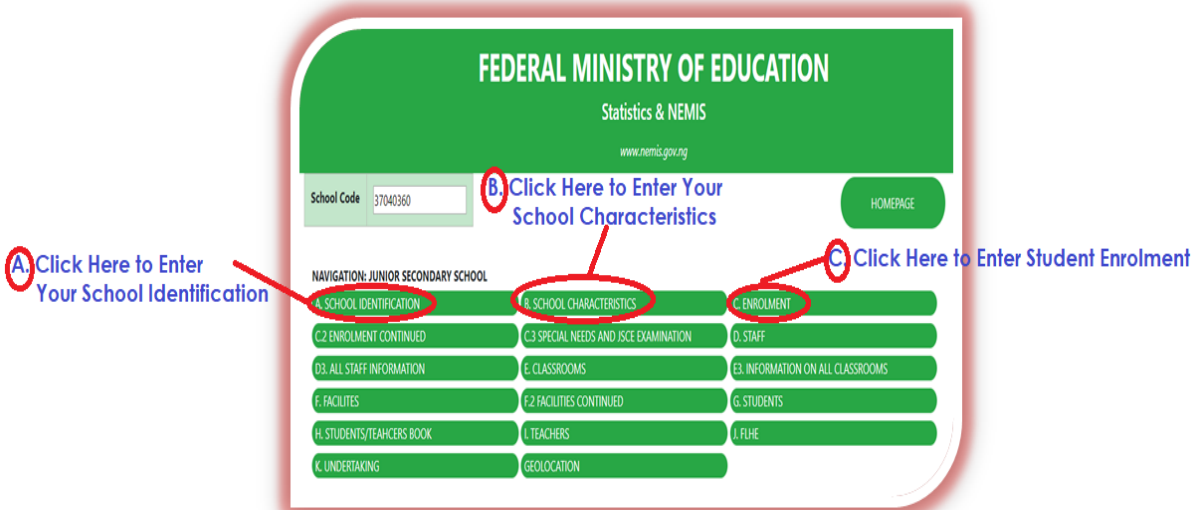 FEDERAL MINISTRY OF EDUCATION
Statistics & NEMIS
www.nemis.gov.ng
School Code 37040360
B. Click Here to Enter Your
School Characteristics
HOMEPAGE
A. Click Here to Enter
Your School Identification
C. Click Here to Enter Student Enrolment
NAVIGATION: JUNIOR SECONDARY SCHOOL
A. SCHOOL IDENTIFICATION
B. SCHOOL CHARACTERISTICS
C. ENROLMENT
C.2 ENROLMENT CONTINUED
C.3 SPECIAL NEEDS AND JSCE EXAMINATION
D. STAFF
D3. ALL STAFF INFORMATION
E. CLASSROOMS
E3. INFORMATION ON ALL CLASSROOMS
F. FACILITES
F.2 FACILITIES CONTINUED
G. STUDENTS
H. STUDENTS/TEAHCERS BOOK
I. TEACHERS
J. FLHE
K. UNDERTAKING
GEOLOCATION